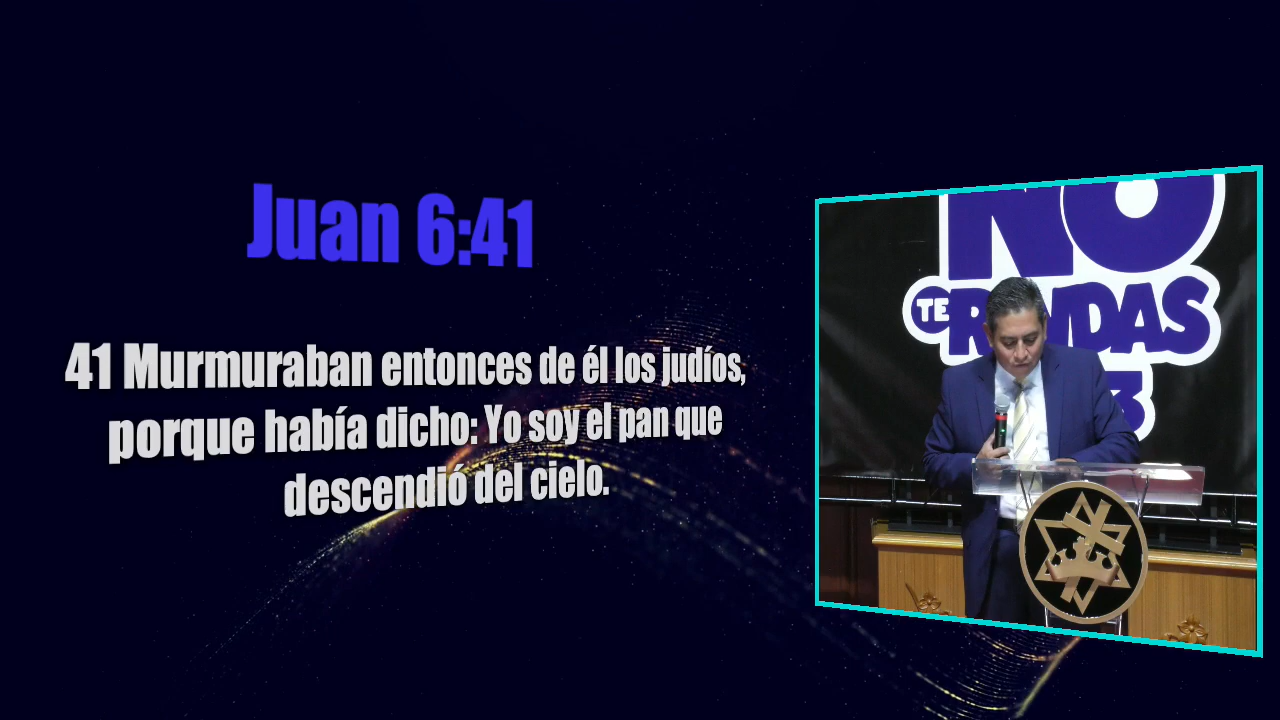 Juan 6:41
41 Murmuraban entonces de él los judíos,
porque había dicho: Yo soy el pan que
descendió del cielo.
NO
TE
3